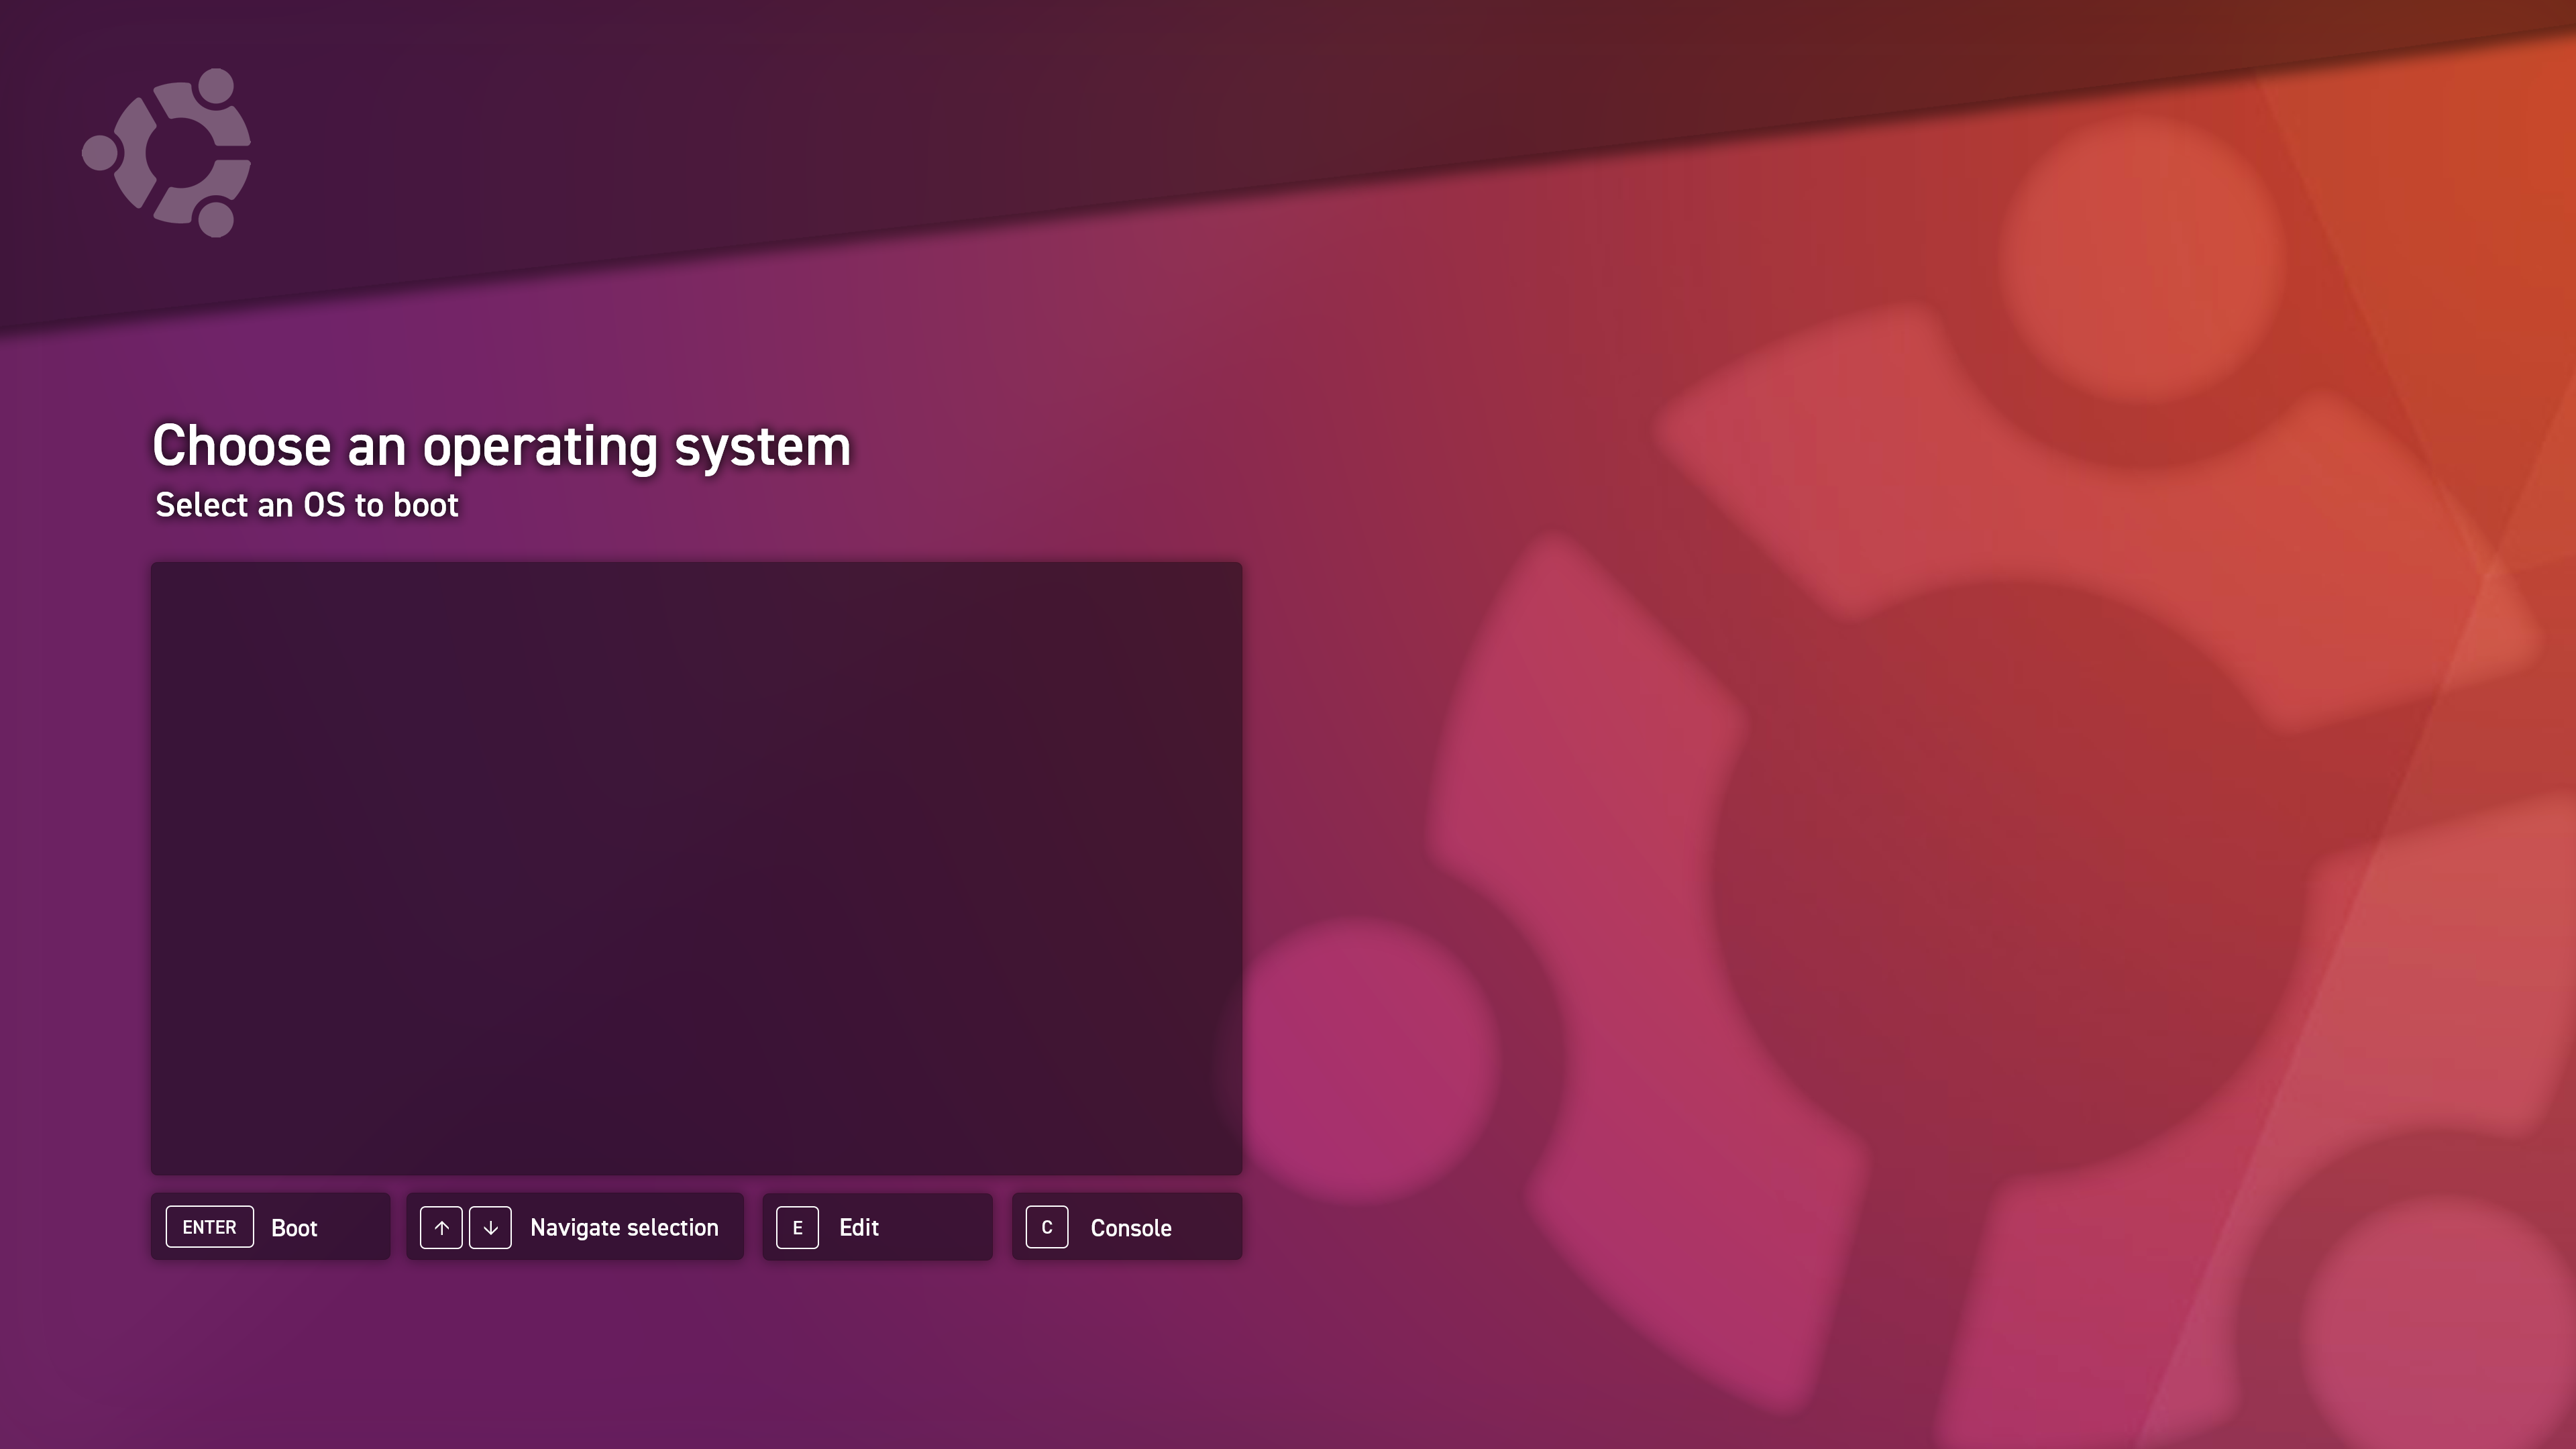 Choose an operating system
Select an OS to boot
ENTER Boot
↑ ↓ Navigate selection
E Edit
C Console